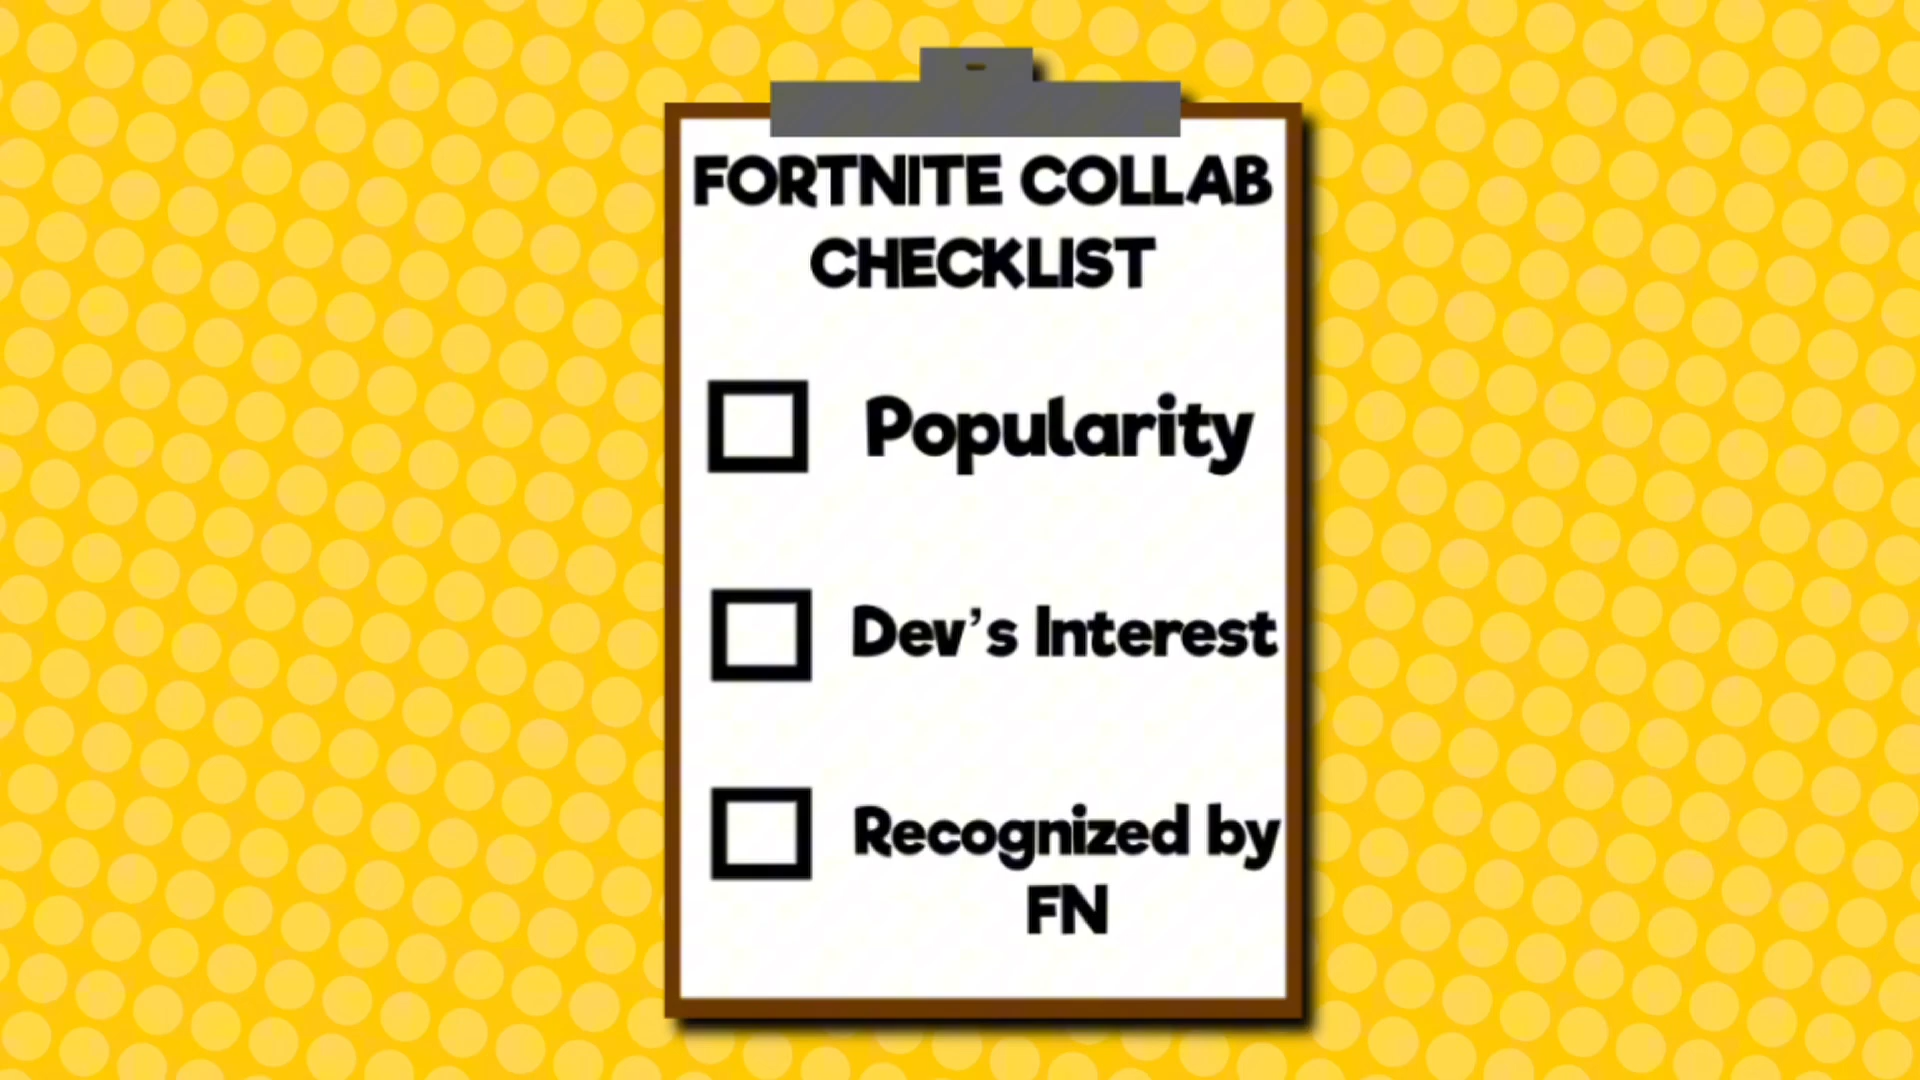 FORTNITE COLLAB
CHECKLIST
Popularity
Dev's Interest
Recognized by
FN